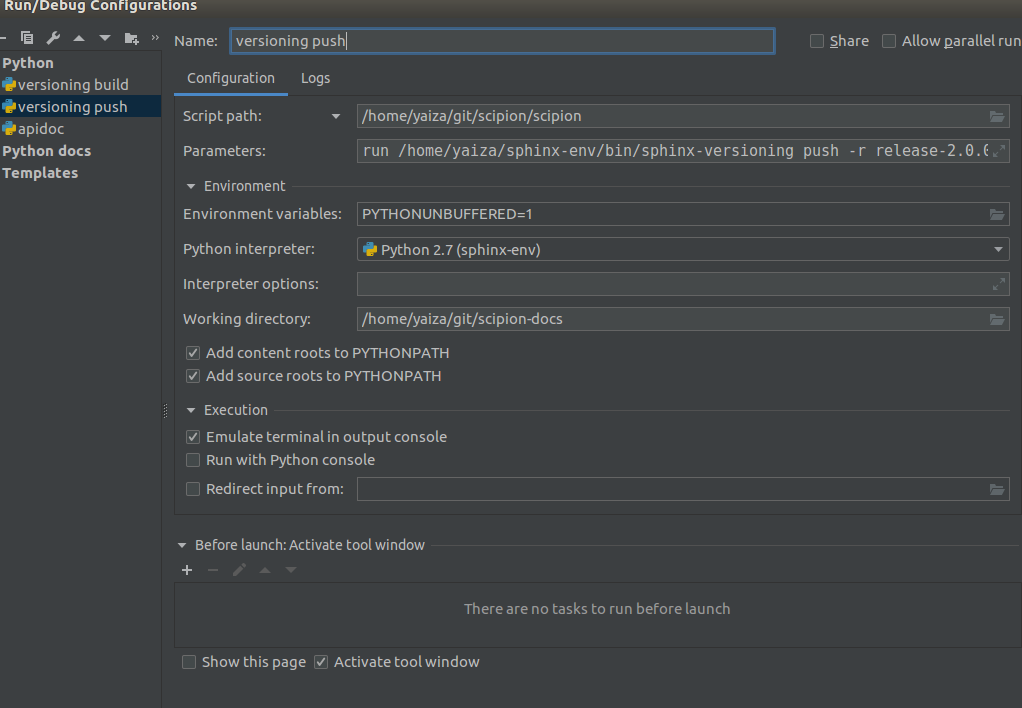 Run/Debug Configurations
Name: versioning push Share Allow parallel run
Python
versioning build
versioning push
apidoc
Python docs
Templates
Configuration Logs
Script path: /home/yaiza/git/scipion/scipion
Parameters: run /home/yaiza/sphinx-env/bin/sphinx-versioning push -r release-2.0.0
Environment
Environment variables: PYTHONUNBUFFERED=1
Python interpreter: Python 2.7 (sphinx-env)
Interpreter options:
Working directory: /home/yaiza/git/scipion-docs
Add content roots to PYTHONPATH
Add source roots to PYTHONPATH
Execution
Emulate terminal in output console
Run with Python console
Redirect input from:
Before launch: Activate tool window
There are no tasks to run before launch
Show this page Activate tool window